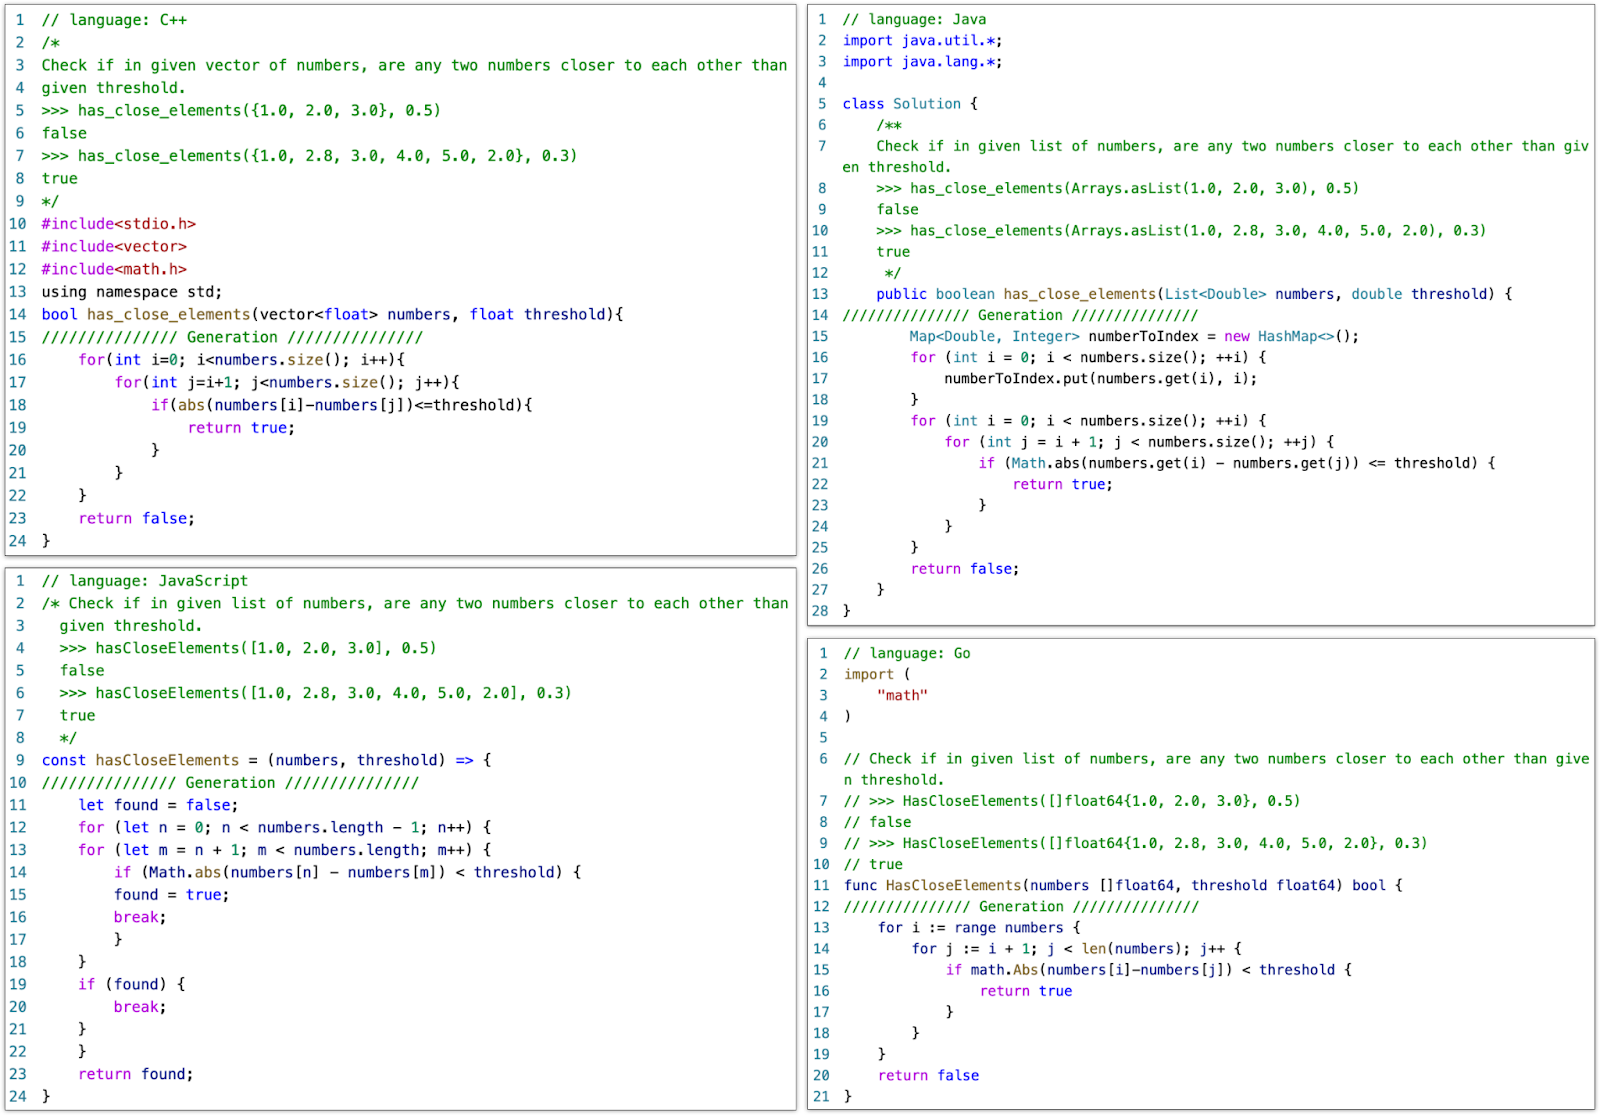 1 // language: C++
2 /*
3 Check if in given vector of numbers, are any two numbers closer to each other than
4 given threshold.
5 >>> has_close_elements({1.0, 2.0, 3.0}, 0.5)
6 false
7 >>> has_close_elements({1.0, 2.8, 3.0, 4.0, 5.0, 2.0}, 0.3)
8 true
9 */
10 #include<stdio.h>
11 #include<vector>
12 #include<math.h>
13 using namespace std;
14 bool has_close_elements(vector<float> numbers, float threshold){
15 /////////////// Generation ///////////////
16     for(int i=0; i<numbers.size(); i++){
17         for(int j=i+1; j<numbers.size(); j++){
18             if(abs(numbers[i]-numbers[j])<=threshold){
19                 return true;
20             }
21         }
22     }
23     return false;
24 }
1 // language: JavaScript
2 /* Check if in given list of numbers, are any two numbers closer to each other than
3   given threshold.
4   >>> hasCloseElements([1.0, 2.0, 3.0], 0.5)
5   false
6   >>> hasCloseElements([1.0, 2.8, 3.0, 4.0, 5.0, 2.0], 0.3)
7   true
8   */
9 const hasCloseElements = (numbers, threshold) => {
10 /////////////// Generation ///////////////
11     let found = false;
12     for (let n = 0; n < numbers.length - 1; n++) {
13     for (let m = n + 1; m < numbers.length; m++) {
14         if (Math.abs(numbers[n] - numbers[m]) < threshold) {
15         found = true;
16         break;
17         }
18     }
19     if (found) {
20         break;
21     }
22     }
23     return found;
24 }
1 // language: Java
2 import java.util.*;
3 import java.lang.*;
4
5 class Solution {
6     /**
7     Check if in given list of numbers, are any two numbers closer to each other than giv
en threshold.
8     >>> has_close_elements(Arrays.asList(1.0, 2.0, 3.0), 0.5)
9     false
10     >>> has_close_elements(Arrays.asList(1.0, 2.8, 3.0, 4.0, 5.0, 2.0), 0.3)
11     true
12      */
13     public boolean has_close_elements(List<Double> numbers, double threshold) {
14 /////////////// Generation ///////////////
15         Map<Double, Integer> numberToIndex = new HashMap<>();
16         for (int i = 0; i < numbers.size(); ++i) {
17             numberToIndex.put(numbers.get(i), i);
18         }
19         for (int i = 0; i < numbers.size(); ++i) {
20             for (int j = i + 1; j < numbers.size(); ++j) {
21                 if (Math.abs(numbers.get(i) - numbers.get(j)) <= threshold) {
22                     return true;
23                 }
24             }
25         }
26         return false;
27     }
28 }
1 // language: Go
2 import (
3     "math"
4 )
5
6 // Check if in given list of numbers, are any two numbers closer to each other than give
n threshold.
7 // >>> HasCloseElements([]float64{1.0, 2.0, 3.0}, 0.5)
8 // false
9 // >>> HasCloseElements([]float64{1.0, 2.8, 3.0, 4.0, 5.0, 2.0}, 0.3)
10 // true
11 func HasCloseElements(numbers []float64, threshold float64) bool {
12 /////////////// Generation ///////////////
13     for i := range numbers {
14         for j := i + 1; j < len(numbers); j++ {
15             if math.Abs(numbers[i]-numbers[j]) < threshold {
16                 return true
17             }
18         }
19     }
20     return false
21 }